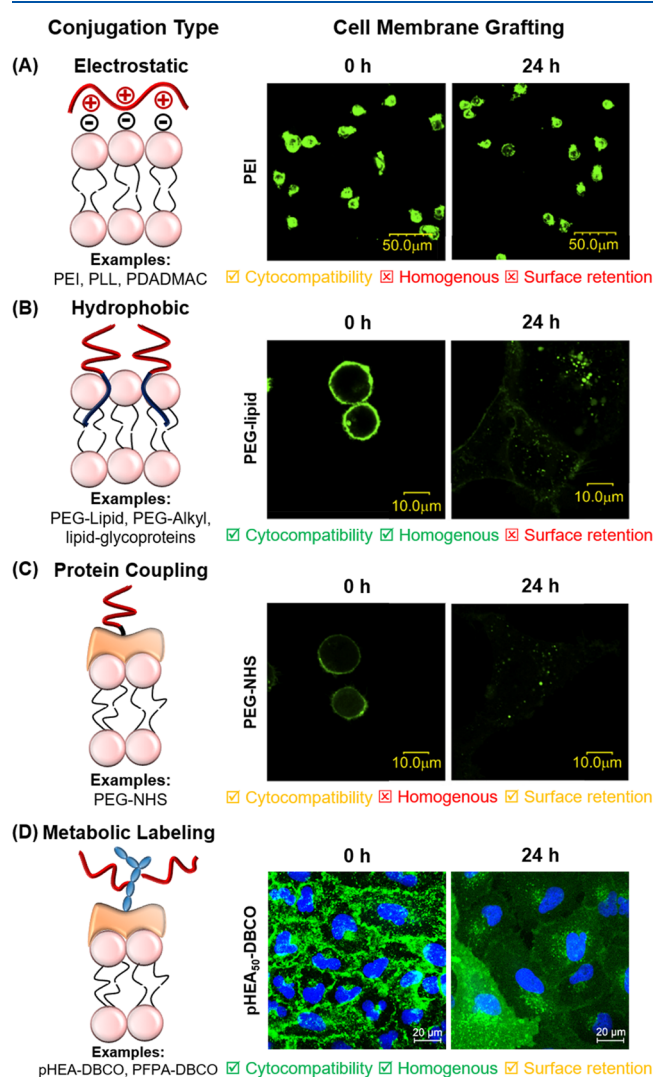 Conjugation Type
Cell Membrane Grafting
(A) Electrostatic
0 h
24 h
PEI
50.0μm
50.0μm
Examples:
PEI, PLL, PDADMAC
☑ Cytocompatibility ☒ Homogenous ☒ Surface retention
(B) Hydrophobic
0 h
24 h
PEG-lipid
10.0μm
10.0μm
Examples:
PEG-Lipid, PEG-Alkyl,
lipid-glycoproteins
☑ Cytocompatibility ☑ Homogenous ☒ Surface retention
(C) Protein Coupling
0 h
24 h
PEG-NHS
10.0μm
10.0μm
Examples:
PEG-NHS
☑ Cytocompatibility ☒ Homogenous ☑ Surface retention
(D) Metabolic Labeling
0 h
24 h
pHEA₅₀-DBCO
20 μm
20 μm
Examples:
pHEA-DBCO, PFPA-DBCO
☑ Cytocompatibility ☑ Homogenous ☑ Surface retention